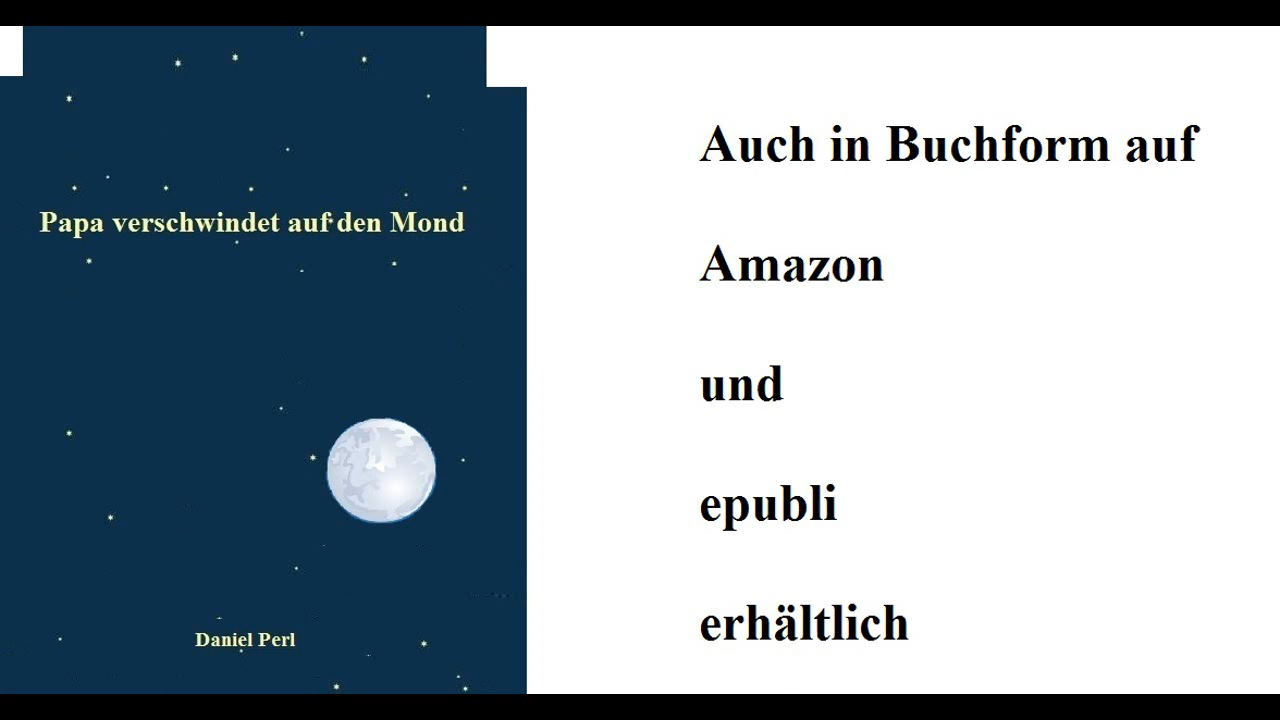 Papa verschwindet auf den Mond
Daniel Perl
Auch in Buchform auf
Amazon
und
epubli
erhältlich